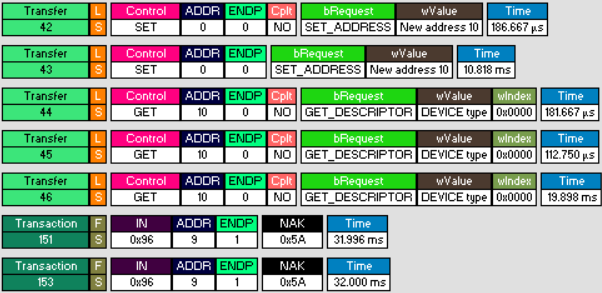 Transfer L Control ADDR ENDP Cplt bRequest wValue Time
42 S SET 0 0 NO SET_ADDRESS New address 10 186.667 µs
Transfer L Control ADDR ENDP bRequest wValue Time
43 S SET 0 0 SET_ADDRESS New address 10 10.818 ms
Transfer L Control ADDR ENDP Cplt bRequest wValue wIndex Time
44 S GET 10 0 NO GET_DESCRIPTOR DEVICE type 0x0000 181.667 µs
Transfer L Control ADDR ENDP Cplt bRequest wValue wIndex Time
45 S GET 10 0 NO GET_DESCRIPTOR DEVICE type 0x0000 112.750 µs
Transfer L Control ADDR ENDP Cplt bRequest wValue wIndex Time
46 S GET 10 0 NO GET_DESCRIPTOR DEVICE type 0x0000 19.898 ms
Transaction F IN ADDR ENDP NAK Time
151 S 0x96 9 1 0x5A 31.996 ms
Transaction F IN ADDR ENDP NAK Time
153 S 0x96 9 1 0x5A 32.000 ms